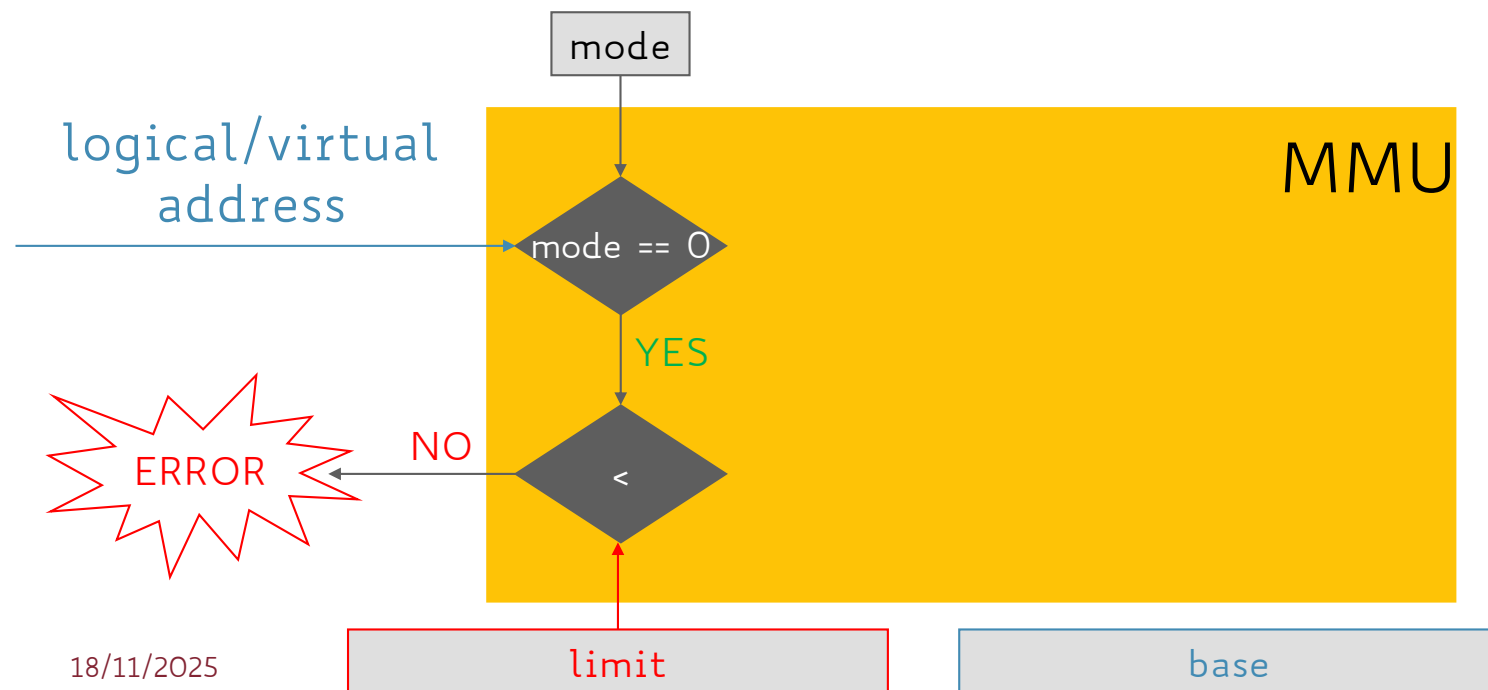 mode
MMU
logical/virtual
address
mode == 0
YES
NO
ERROR
<
limit
base
18/11/2025